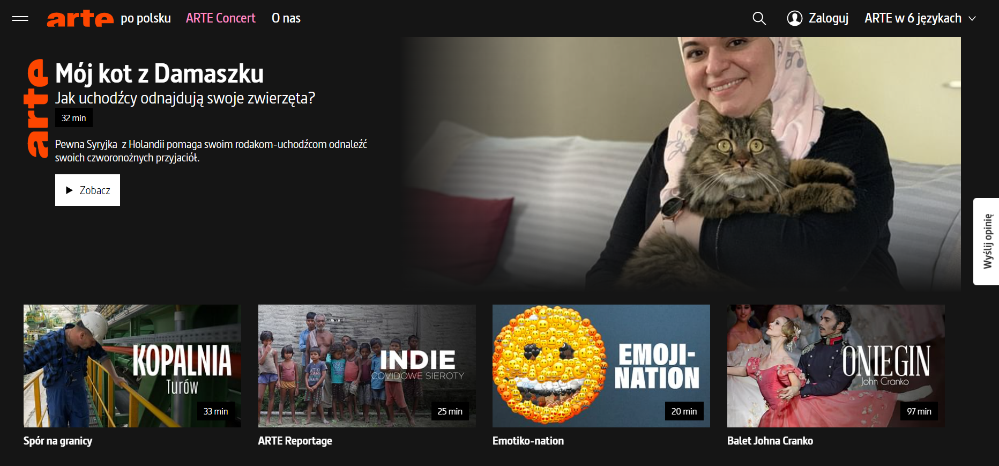 arte po polsku ARTE Concert O nas Zaloguj ARTE w 6 językach
arte
Mój kot z Damaszku
Jak uchodźcy odnajdują swoje zwierzęta?
32 min
Pewna Syryjka z Holandii pomaga swoim rodakom-uchodźcom odnaleźć
swoich czworonożnych przyjaciół.
Zobacz
Wyślij opinię
KOPALNIA
Turów
33 min
Spór na granicy
INDIE
COVIDOWE SIEROTY
25 min
ARTE Reportage
EMOJI-
NATION
20 min
Emotiko-nation
ONIEGIN
John Cranko
97 min
Balet Johna Cranko